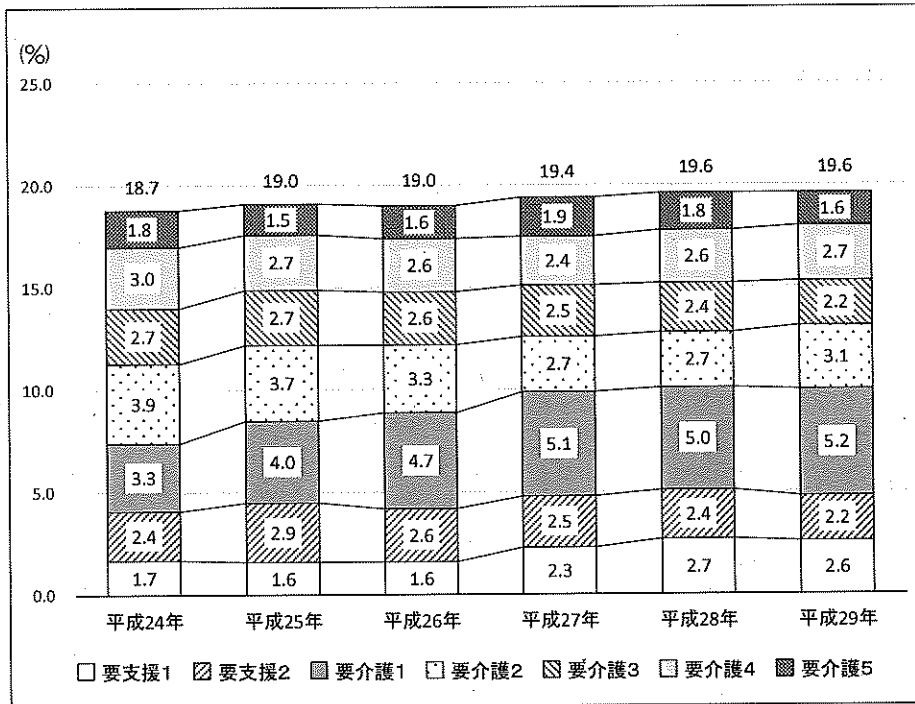 (%)
25.0
18.7 19.0 19.0 19.4 19.6 19.6
20.0
1.8 1.5 1.6 1.9 1.8 1.6
3.0 2.7 2.6 2.4 2.6 2.7
15.0
2.7 2.7 2.6 2.5 2.4 2.2
3.9 3.7 3.3 2.7 2.7 3.1
10.0
3.3 4.0 4.7 5.1 5.0 5.2
5.0
2.4 2.9 2.6 2.5 2.4 2.2
1.7 1.6 1.6 2.3 2.7 2.6
0.0
平成24年 平成25年 平成26年 平成27年 平成28年 平成29年
要支援1 要支援2 要介護1 要介護2 要介護3 要介護4 要介護5